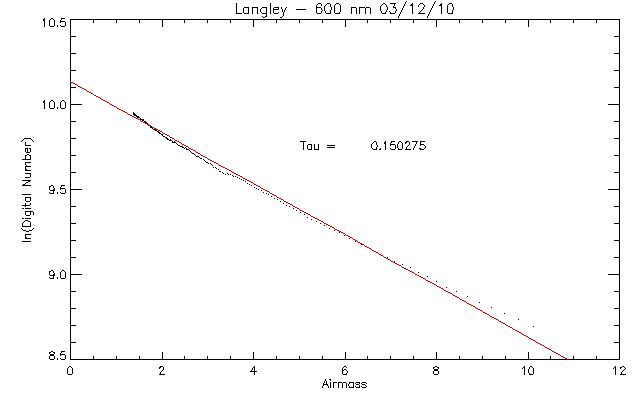 Langley – 600 nm 03/12/10
10.5
10.0
9.5
9.0
8.5
ln(Digital Number)
Tau = 0.150275
0 2 4 6 8 10 12
Airmass